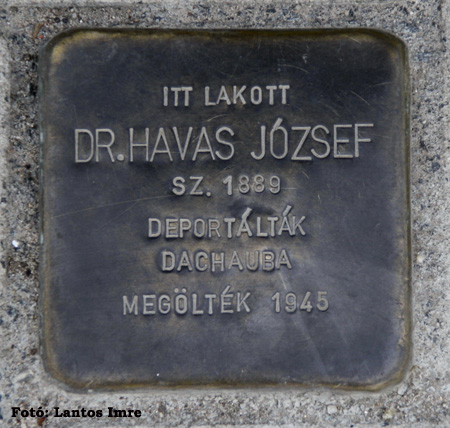 ITT LAKOTT
DR. HAVAS JÓZSEF
SZ. 1889
DEPORTÁLTÁK
DACHAUBA
MEGÖLTÉK 1945
Fotó: Lantos Imre